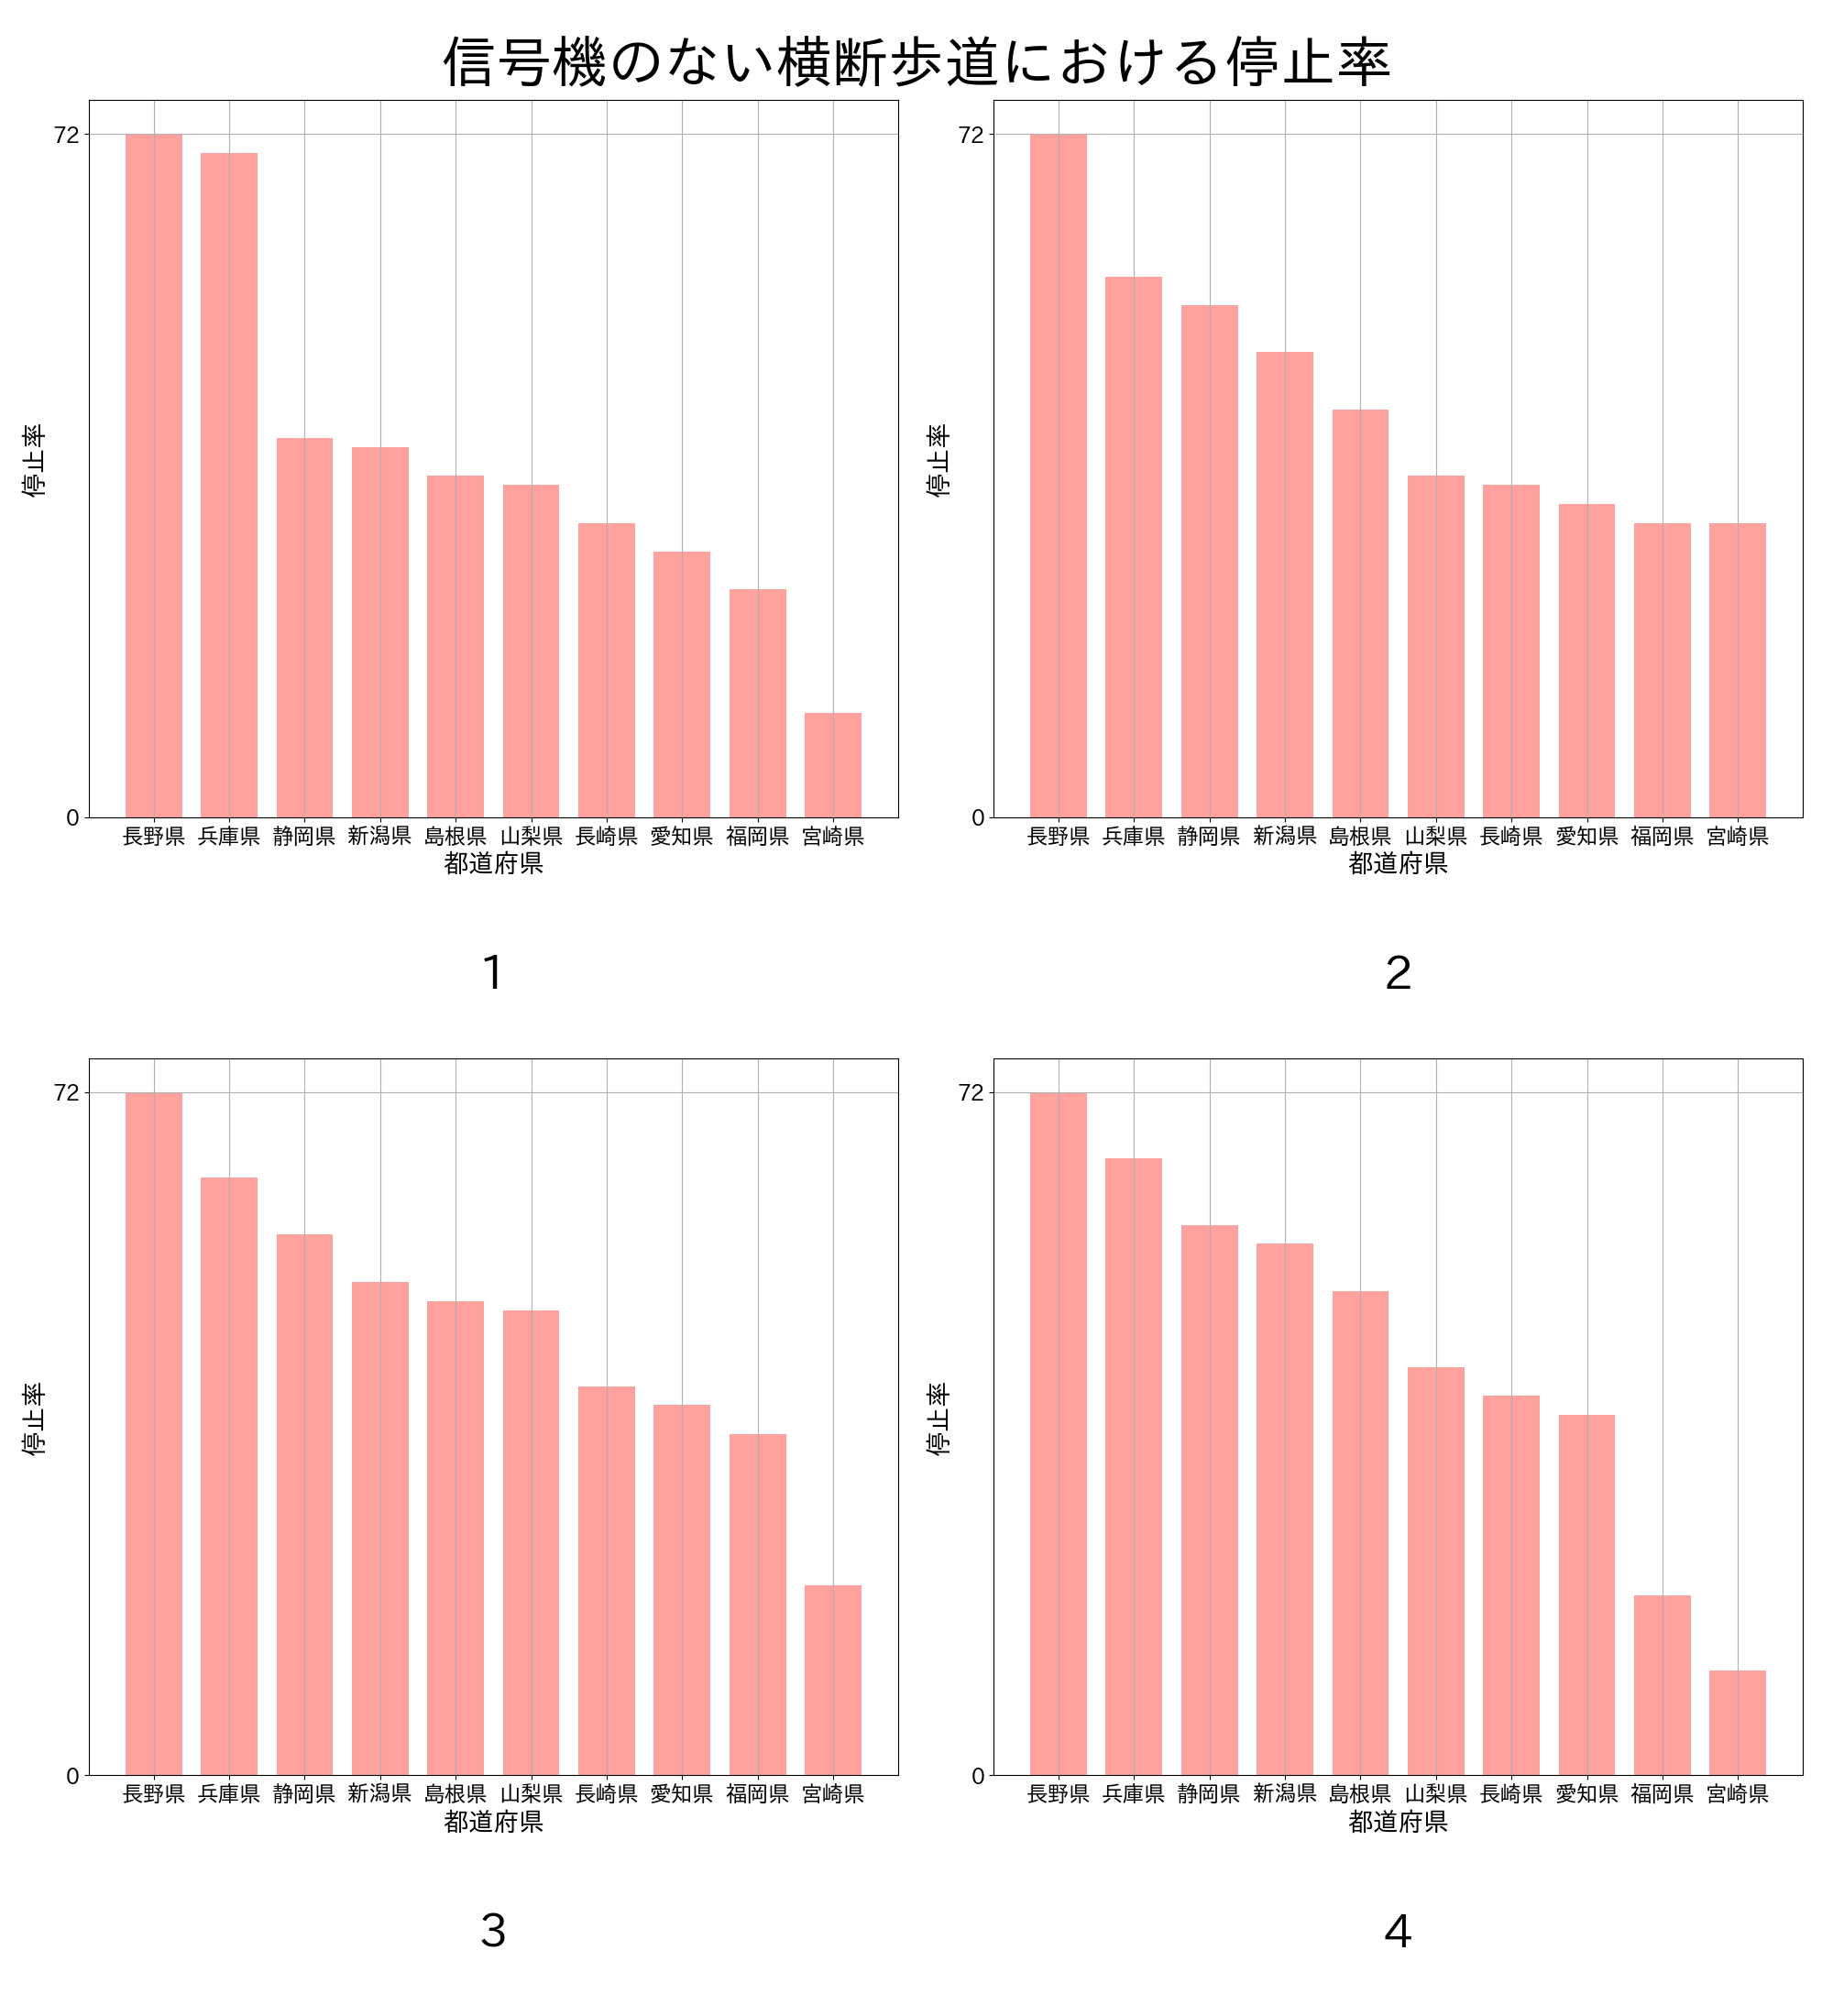 信号機のない横断歩道における停止率
72
停止率
0
長野県 兵庫県 静岡県 新潟県 島根県 山梨県 長崎県 愛知県 福岡県 宮崎県
都道府県
1
72
停止率
0
長野県 兵庫県 静岡県 新潟県 島根県 山梨県 長崎県 愛知県 福岡県 宮崎県
都道府県
2
72
停止率
0
長野県 兵庫県 静岡県 新潟県 島根県 山梨県 長崎県 愛知県 福岡県 宮崎県
都道府県
3
72
停止率
0
長野県 兵庫県 静岡県 新潟県 島根県 山梨県 長崎県 愛知県 福岡県 宮崎県
都道府県
4